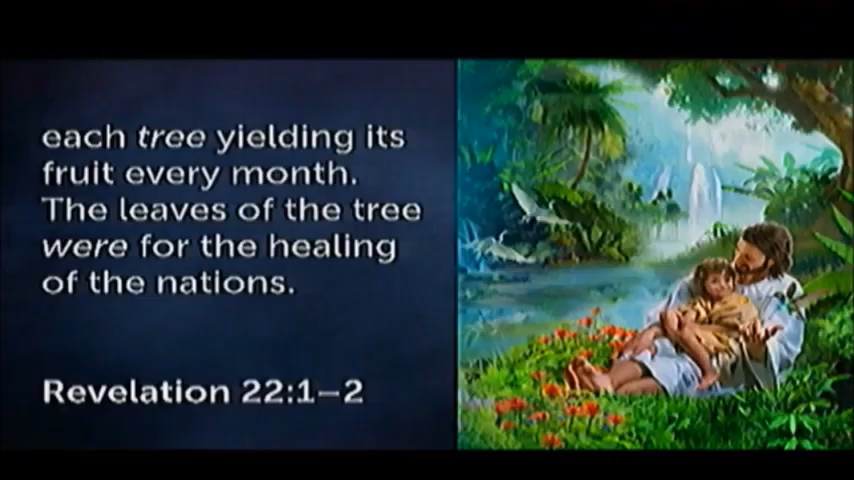 each tree yielding its
fruit every month.
The leaves of the tree
were for the healing
of the nations.
Revelation 22:1–2